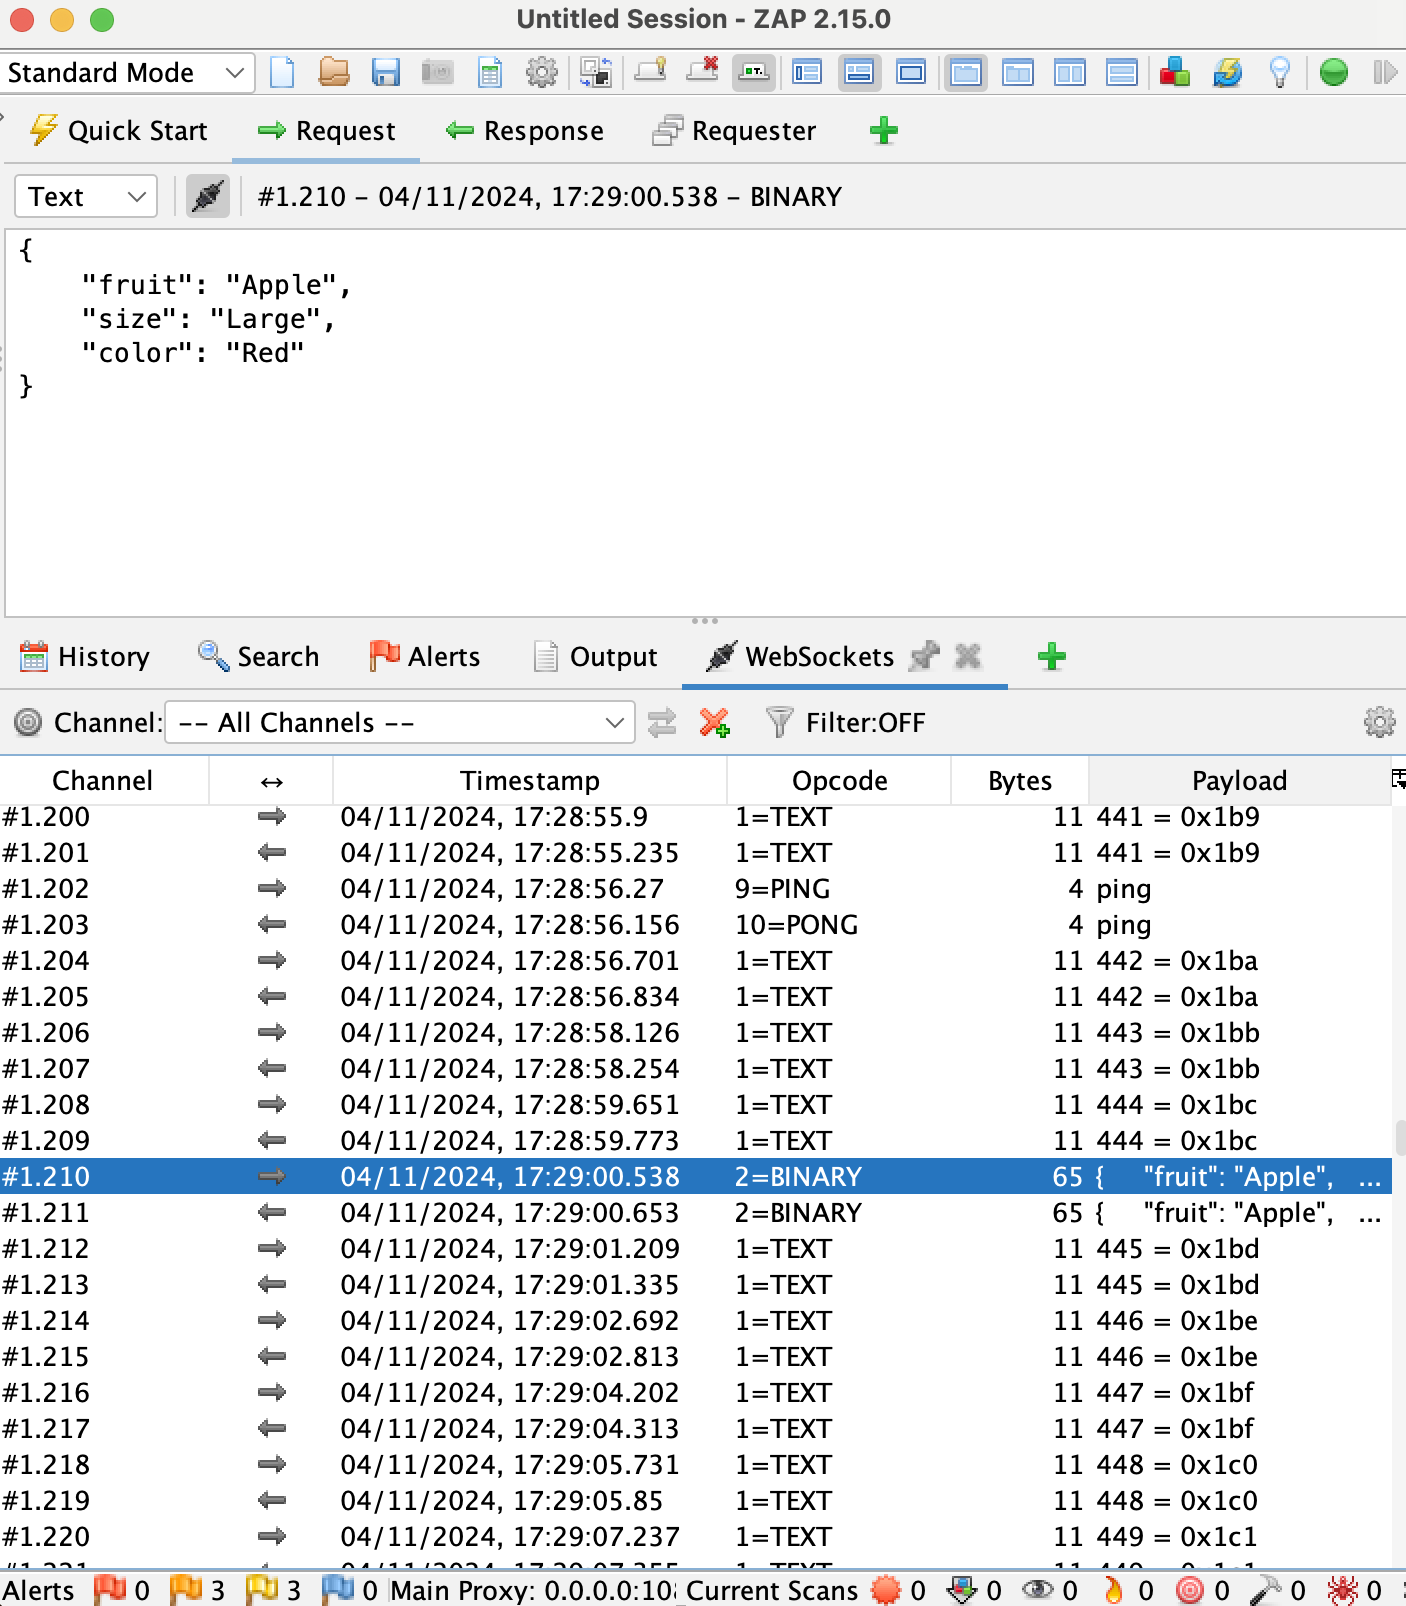 Untitled Session - ZAP 2.15.0
Standard Mode
Quick Start Request Response Requester
Text #1.210 - 04/11/2024, 17:29:00.538 - BINARY
{
"fruit": "Apple",
"size": "Large",
"color": "Red"
}
History Search Alerts Output WebSockets
Channel: -- All Channels -- Filter:OFF
Channel ↔ Timestamp Opcode Bytes Payload
#1.200 → 04/11/2024, 17:28:55.9 1=TEXT 11 441 = 0x1b9
#1.201 ← 04/11/2024, 17:28:55.235 1=TEXT 11 441 = 0x1b9
#1.202 → 04/11/2024, 17:28:56.27 9=PING 4 ping
#1.203 ← 04/11/2024, 17:28:56.156 10=PONG 4 ping
#1.204 → 04/11/2024, 17:28:56.701 1=TEXT 11 442 = 0x1ba
#1.205 ← 04/11/2024, 17:28:56.834 1=TEXT 11 442 = 0x1ba
#1.206 → 04/11/2024, 17:28:58.126 1=TEXT 11 443 = 0x1bb
#1.207 ← 04/11/2024, 17:28:58.254 1=TEXT 11 443 = 0x1bb
#1.208 → 04/11/2024, 17:28:59.651 1=TEXT 11 444 = 0x1bc
#1.209 ← 04/11/2024, 17:28:59.773 1=TEXT 11 444 = 0x1bc
#1.210 → 04/11/2024, 17:29:00.538 2=BINARY 65 { "fruit": "Apple", ...
#1.211 ← 04/11/2024, 17:29:00.653 2=BINARY 65 { "fruit": "Apple", ...
#1.212 → 04/11/2024, 17:29:01.209 1=TEXT 11 445 = 0x1bd
#1.213 ← 04/11/2024, 17:29:01.335 1=TEXT 11 445 = 0x1bd
#1.214 → 04/11/2024, 17:29:02.692 1=TEXT 11 446 = 0x1be
#1.215 ← 04/11/2024, 17:29:02.813 1=TEXT 11 446 = 0x1be
#1.216 → 04/11/2024, 17:29:04.202 1=TEXT 11 447 = 0x1bf
#1.217 ← 04/11/2024, 17:29:04.313 1=TEXT 11 447 = 0x1bf
#1.218 → 04/11/2024, 17:29:05.731 1=TEXT 11 448 = 0x1c0
#1.219 ← 04/11/2024, 17:29:05.85 1=TEXT 11 448 = 0x1c0
#1.220 → 04/11/2024, 17:29:07.237 1=TEXT 11 449 = 0x1c1
Alerts 0 3 3 0 Main Proxy: 0.0.0.0:10 Current Scans 0 0 0 0 0 0 0